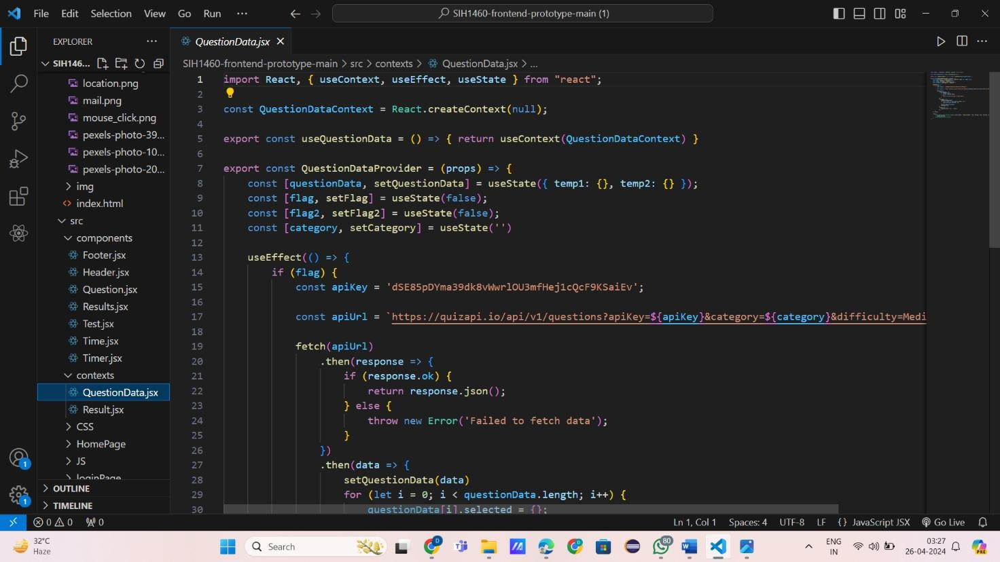 File Edit Selection View Go Run ···
SIH1460-frontend-prototype-main (1)
EXPLORER
SIH146...
location.png
mail.png
mouse_click.png
pexels-photo-39...
pexels-photo-10...
pexels-photo-20...
img
index.html
src
components
Footer.jsx
Header.jsx
Question.jsx
Results.jsx
Test.jsx
Time.jsx
Timer.jsx
contexts
QuestionData.jsx
Result.jsx
CSS
HomePage
JS
loginPage
OUTLINE
TIMELINE
1
1
QuestionData.jsx
SIH1460-frontend-prototype-main > src > contexts > QuestionData.jsx > ...
1 import React, { useContext, useEffect, useState } from "react";
2
3 const QuestionDataContext = React.createContext(null);
4
5 export const useQuestionData = () => { return useContext(QuestionDataContext) }
6
7 export const QuestionDataProvider = (props) => {
8 const [questionData, setQuestionData] = useState({ temp1: {}, temp2: {} });
9 const [flag, setFlag] = useState(false);
10 const [flag2, setFlag2] = useState(false);
11 const [category, setCategory] = useState('')
12
13 useEffect(() => {
14 if (flag) {
15 const apiKey = 'dSE85pDYma39dk8vWwrlOU3mfHej1cQcF9KSaiEv';
16
17 const apiUrl = `https://quizapi.io/api/v1/questions?apiKey=${apiKey}&category=${category}&difficulty=Medi
18
19 fetch(apiUrl)
20 .then(response => {
21 if (response.ok) {
22 return response.json();
23 } else {
24 throw new Error('Failed to fetch data');
25 }
26 })
27 .then(data => {
28 setQuestionData(data)
29 for (let i = 0; i < questionData.length; i++) {
30 questionData[i].selected = {};
0 0 0
Ln 1, Col 1 Spaces: 4 UTF-8 LF {} JavaScript JSX Go Live
32°C
Haze
Search
80
ENG
IN
03:27
26-04-2024
PRE